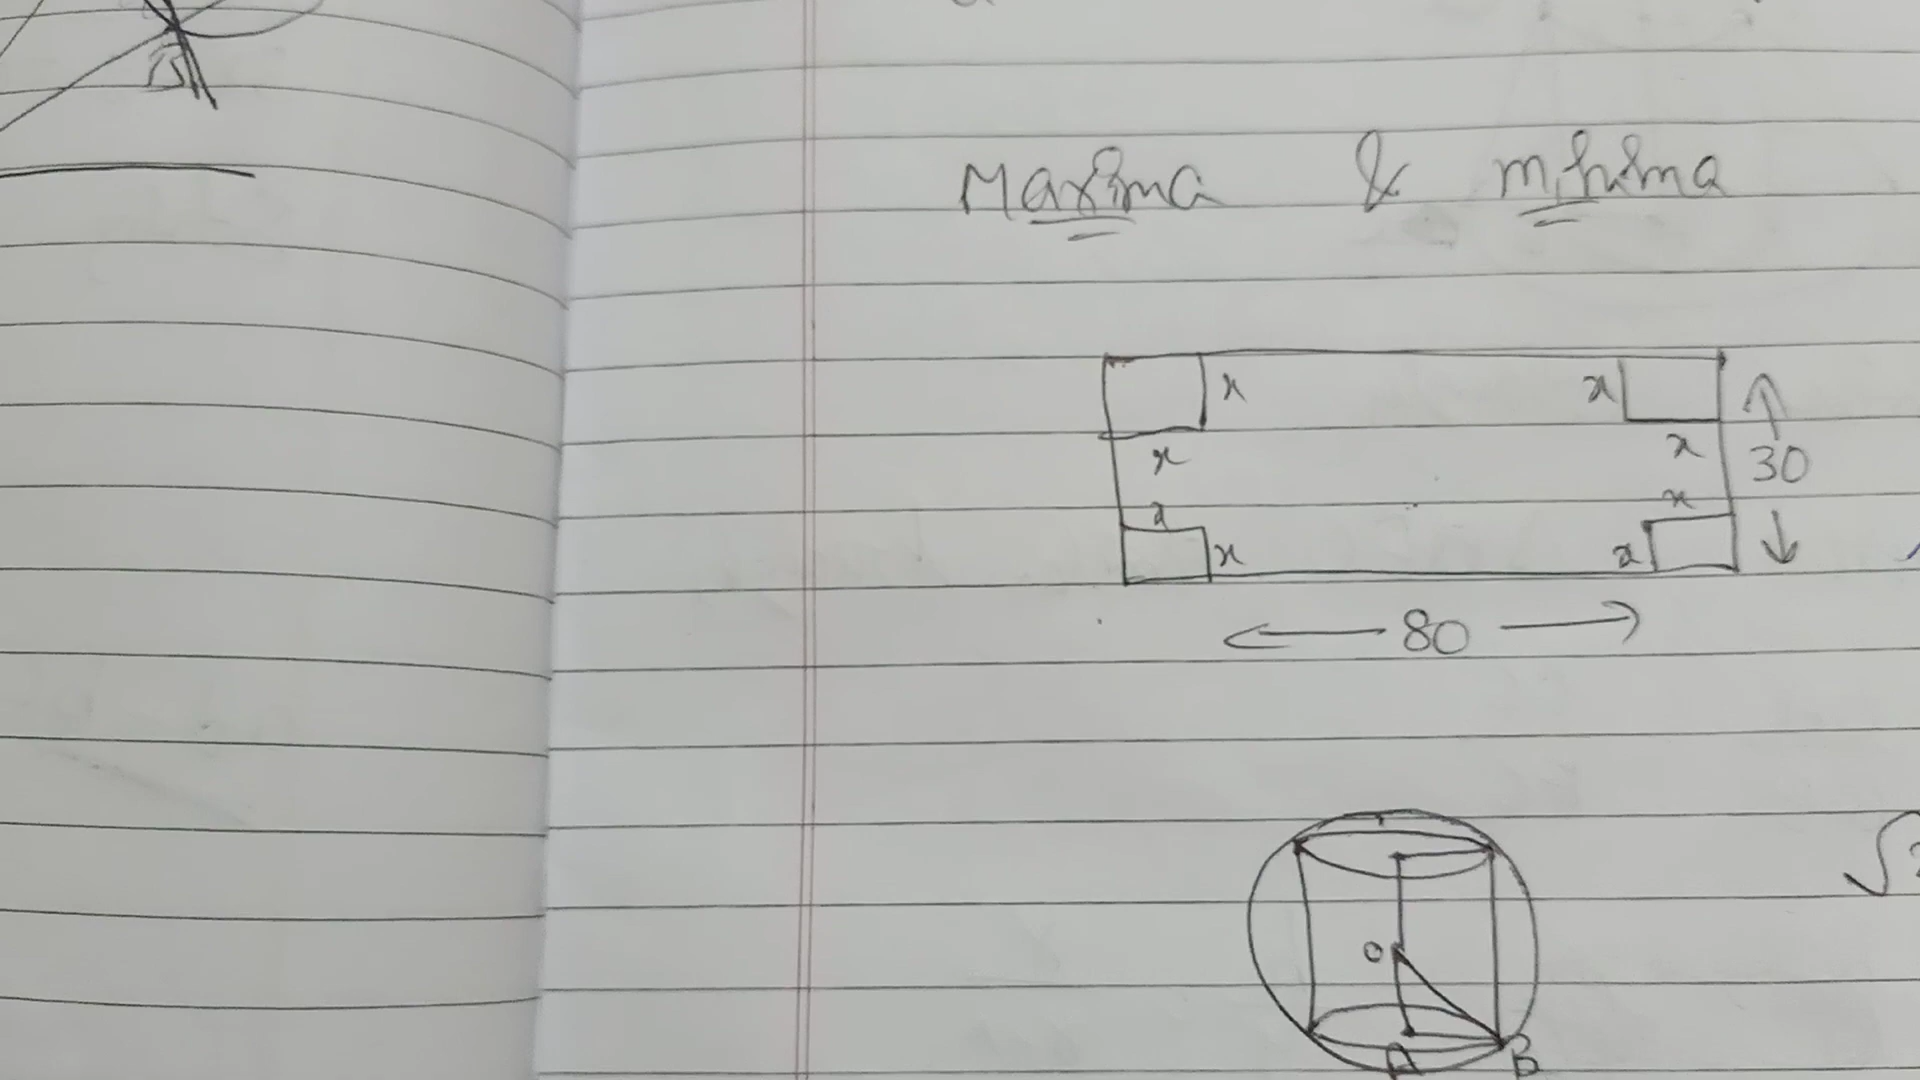 B
Maxima & minima
x x
x x 30
x x
x x
80
√
O
A B